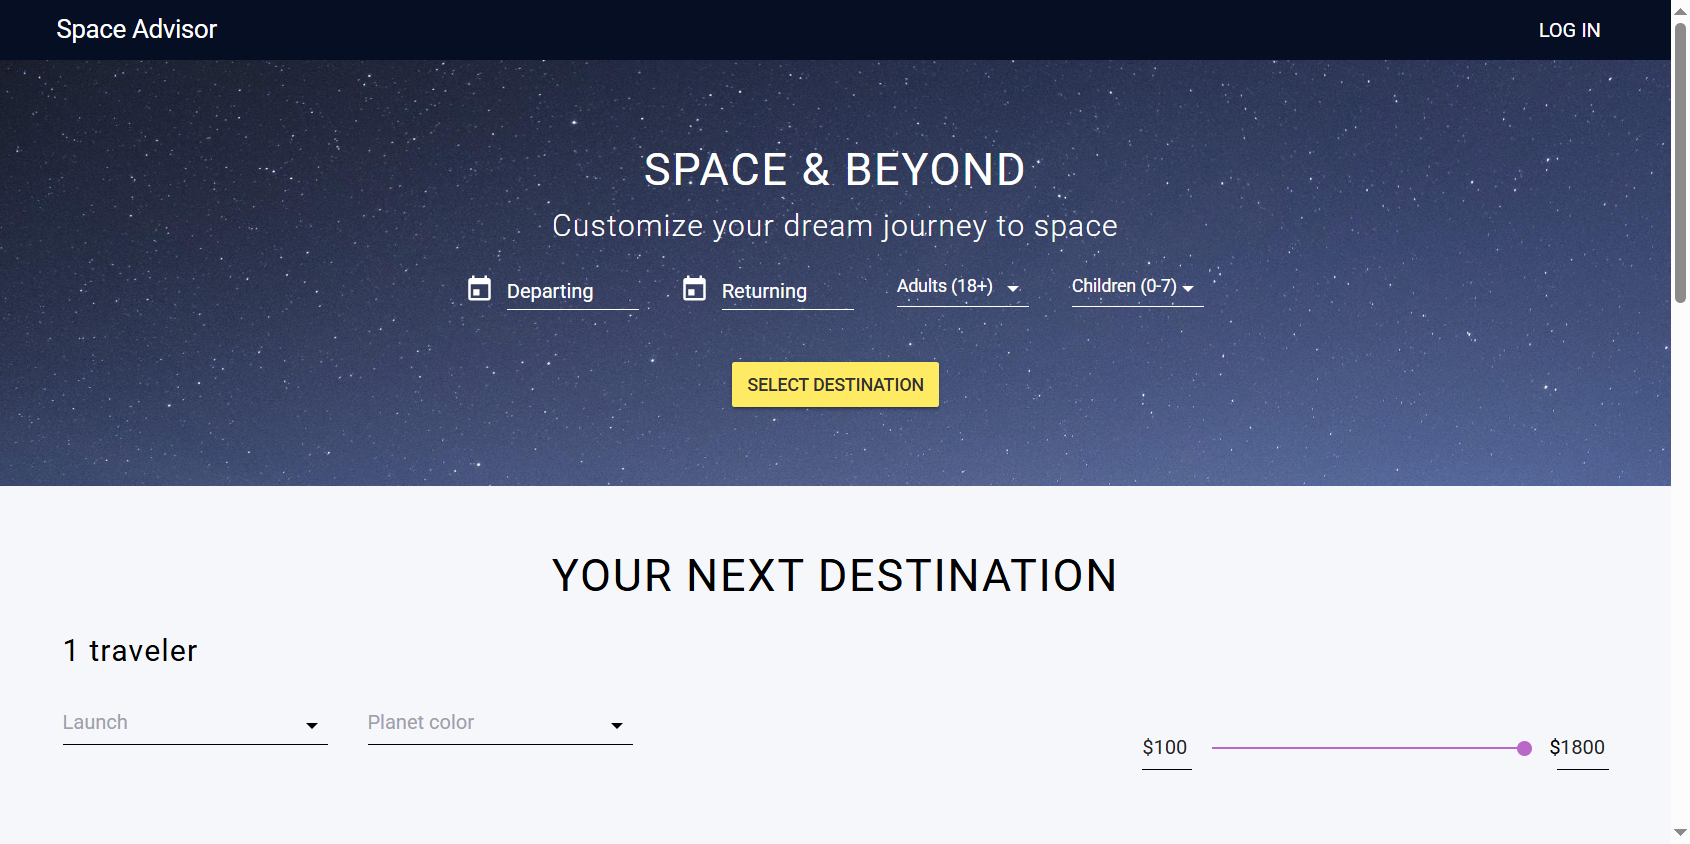 Space Advisor
LOG IN
SPACE & BEYOND
Customize your dream journey to space
Departing
Returning
Adults (18+)
Children (0-7)
SELECT DESTINATION
YOUR NEXT DESTINATION
1 traveler
Launch
Planet color
$100
$1800